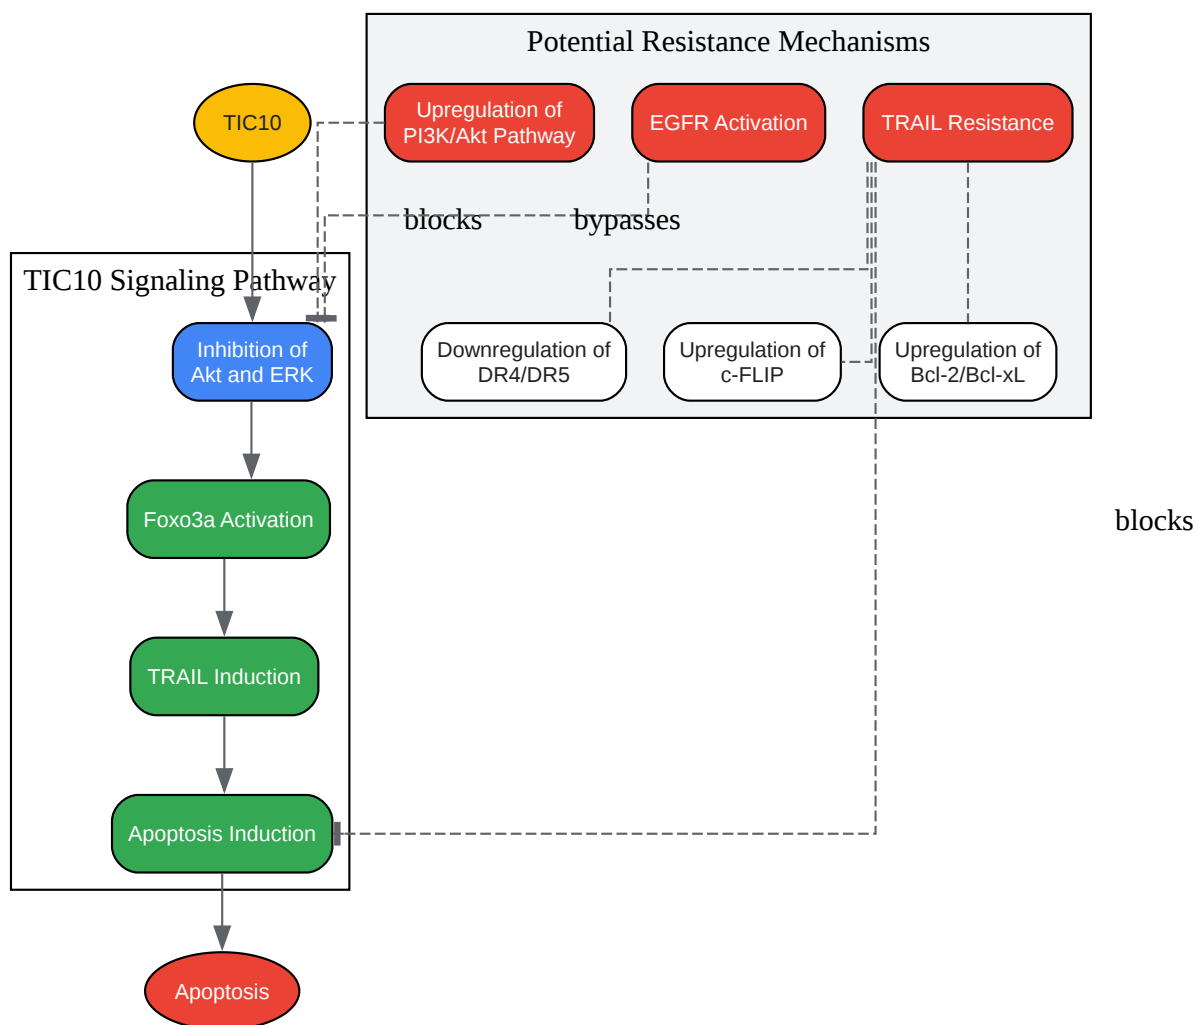 Potential Resistance Mechanisms
TIC10
Upregulation of
PI3K/Akt Pathway
EGFR Activation
TRAIL Resistance
blocks
bypasses
TIC10 Signaling Pathway
Inhibition of
Akt and ERK
Downregulation of
DR4/DR5
Upregulation of
c-FLIP
Upregulation of
Bcl-2/Bcl-xL
Foxo3a Activation
blocks
TRAIL Induction
Apoptosis Induction
Apoptosis